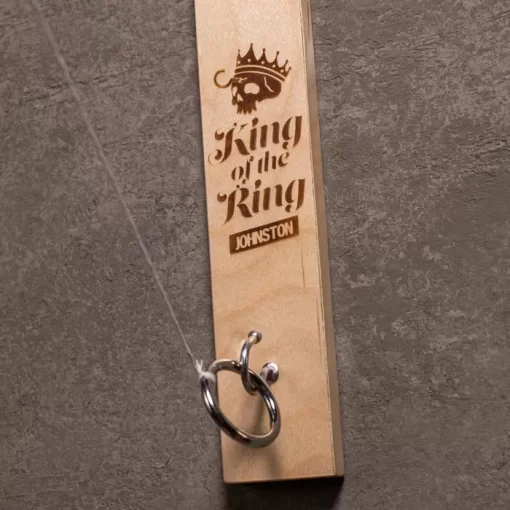 King
of the
Ring
JOHNSTON